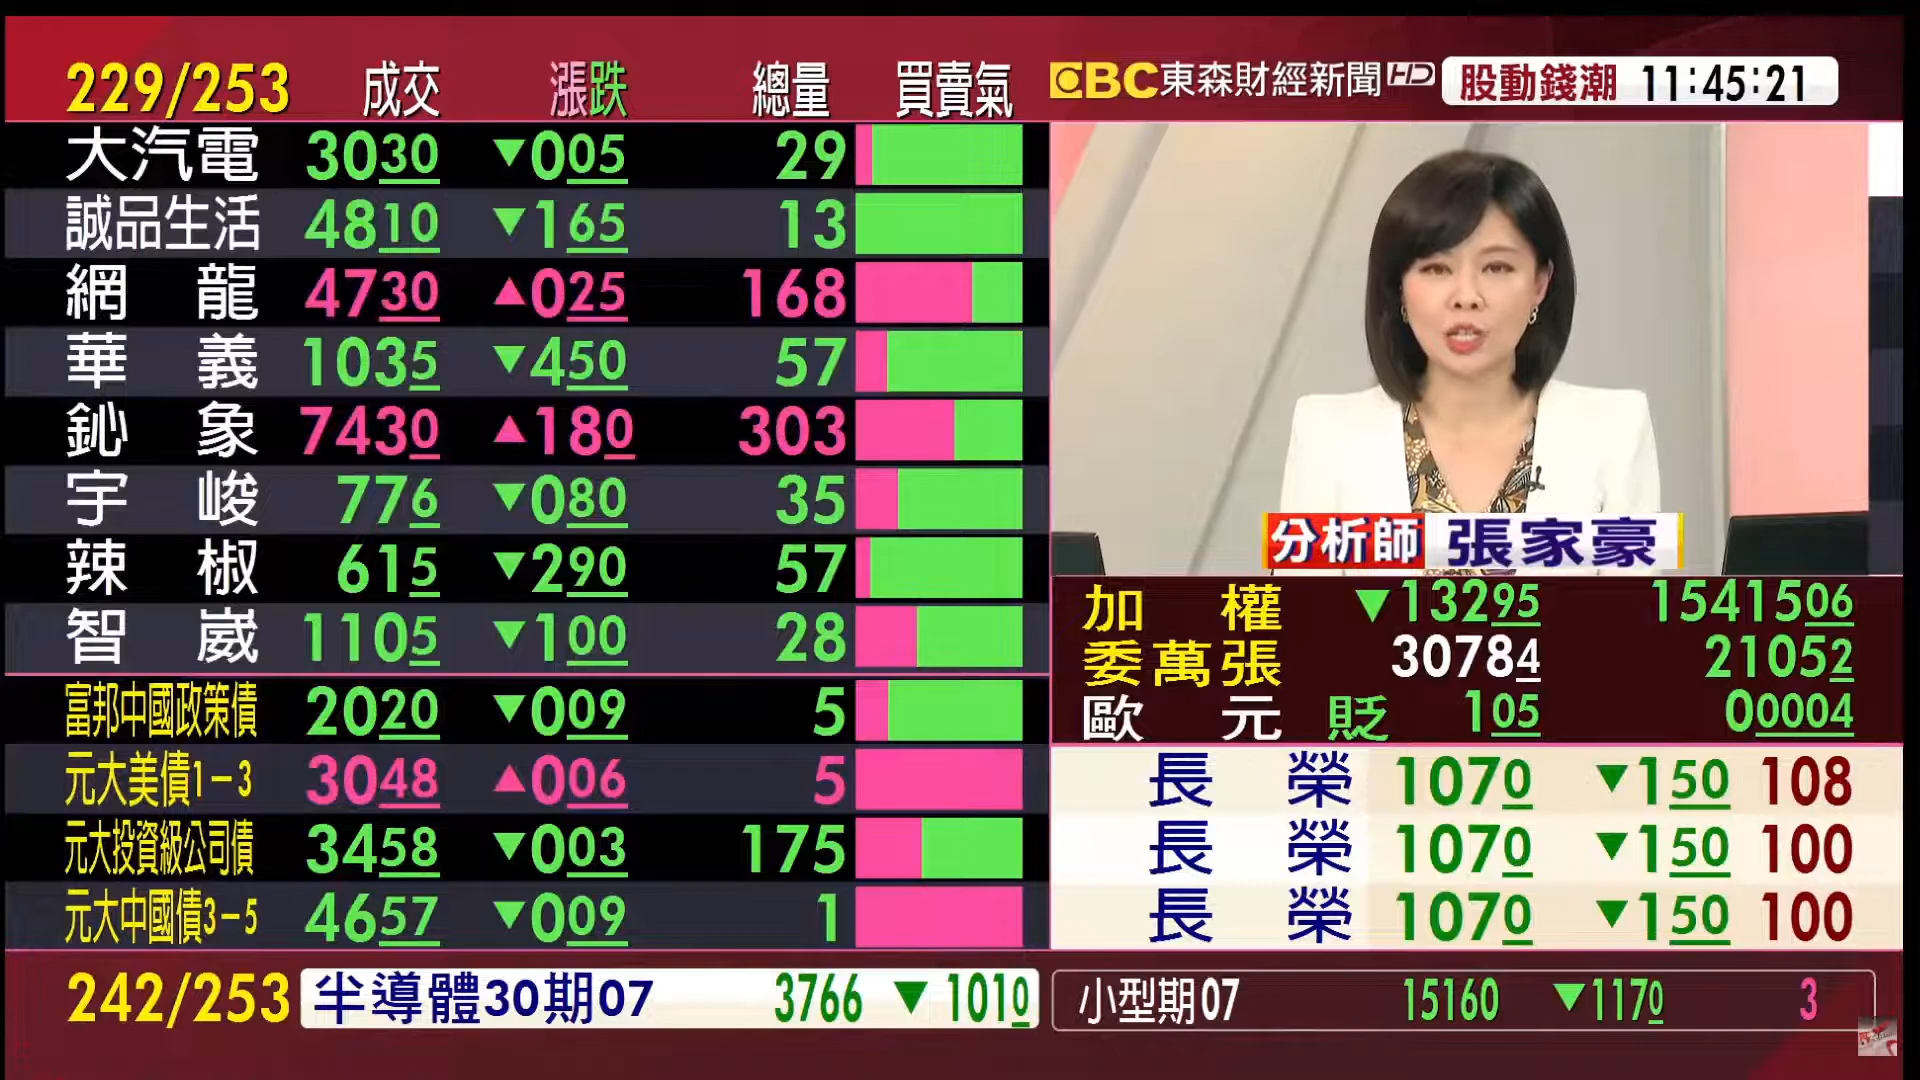 229/253 成交 漲跌 總量 買賣氣
大汽電 3030 ▼005 29
誠品生活 4810 ▼165 13
網龍 4730 ▲025 168
華義 1035 ▼450 57
鈊象 7430 ▲180 303
宇峻 776 ▼080 35
辣椒 615 ▼290 57
智崴 1105 ▼100 28
富邦中國政策債 2020 ▼009 5
元大美債1-3 3048 ▲006 5
元大投資級公司債 3458 ▼003 175
元大中國債3-5 4657 ▼009 1
242/253 半導體30期07 3766 ▼1010
EBC東森財經新聞HD 股動錢潮 11:45:21
分析師 張家豪
加權 ▼13295 1541506
委萬張 30784 21052
歐元 貶 105 00004
長榮 1070 ▼150 108
長榮 1070 ▼150 100
長榮 1070 ▼150 100
小型期07 15160 ▼1170 3